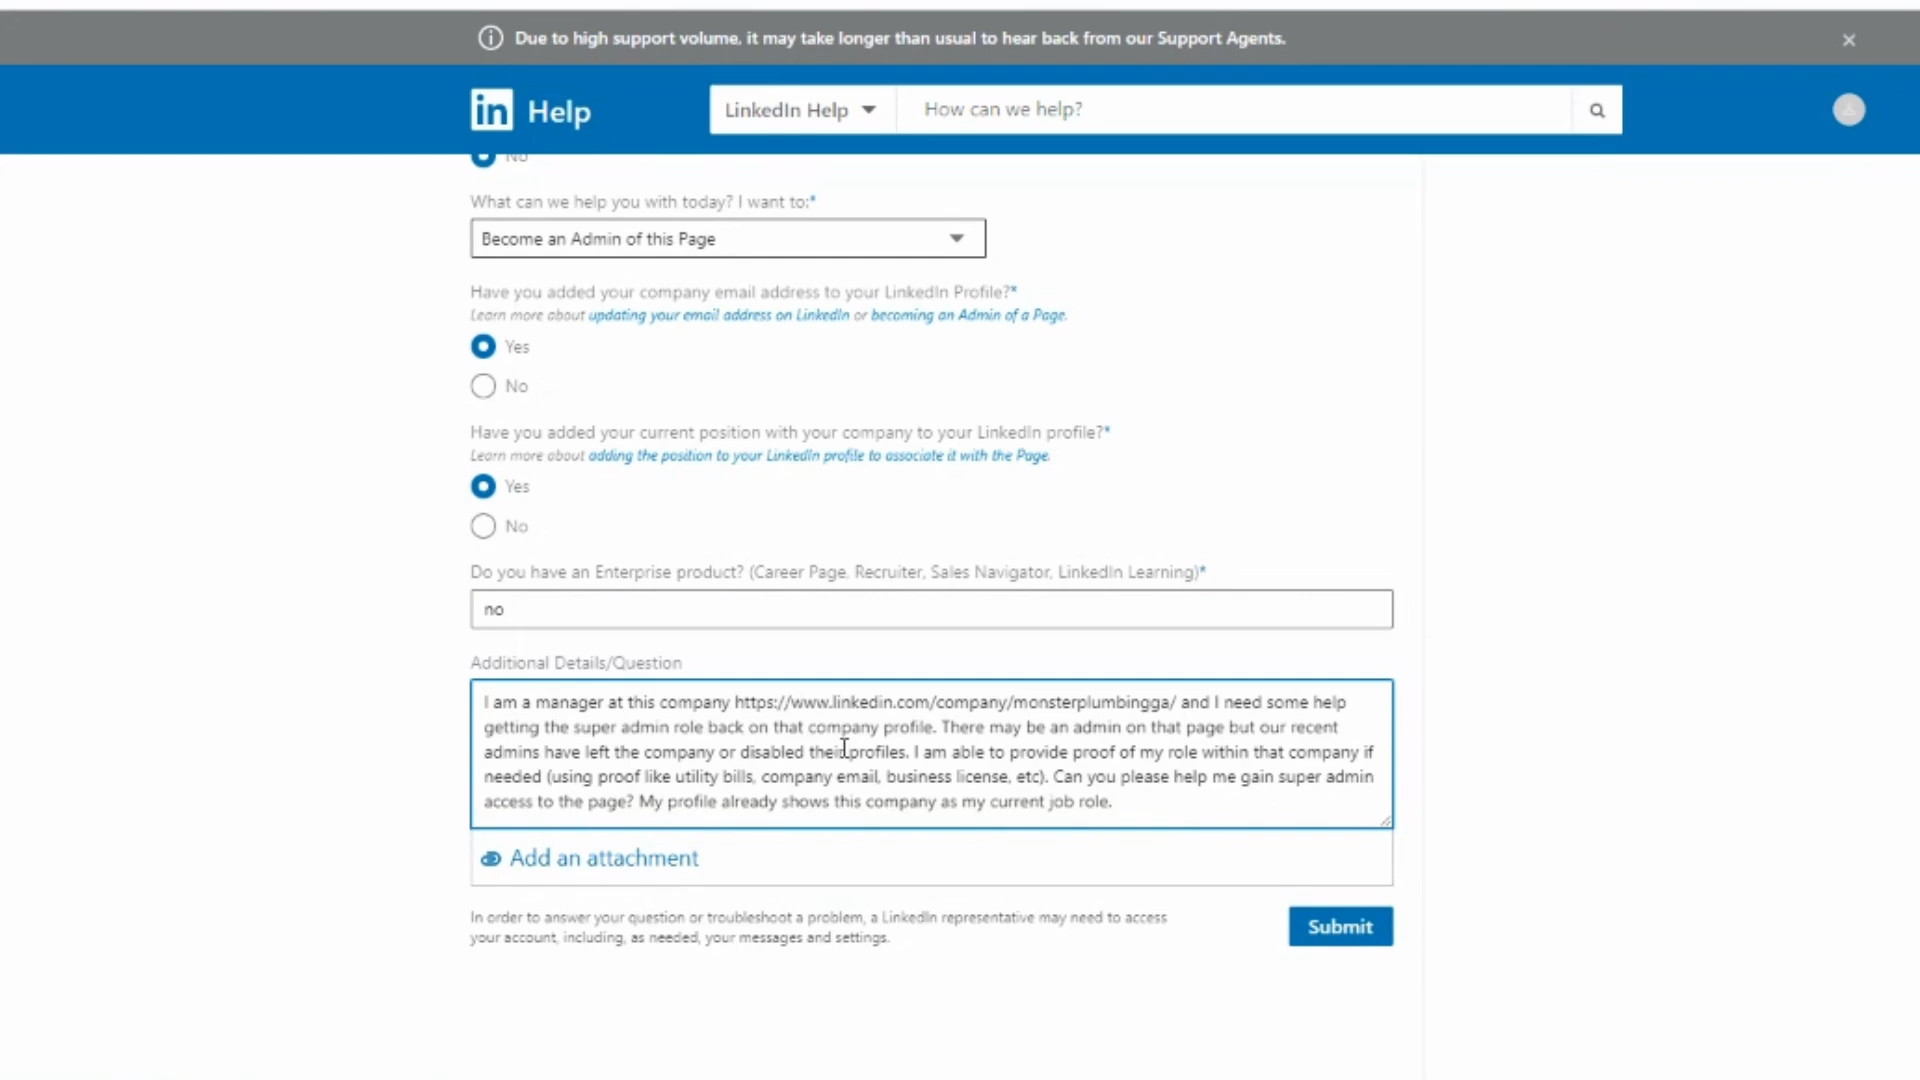 Due to high support volume, it may take longer than usual to hear back from our Support Agents.
in Help
LinkedIn Help
How can we help?
No
What can we help you with today? I want to:*
Become an Admin of this Page
Have you added your company email address to your LinkedIn Profile?*
Learn more about updating your email address on LinkedIn or becoming an Admin of a Page.
Yes
No
Have you added your current position with your company to your LinkedIn profile?*
Learn more about adding the position to your LinkedIn profile to associate it with the Page.
Yes
No
Do you have an Enterprise product? (Career Page, Recruiter, Sales Navigator, LinkedIn Learning)*
no
Additional Details/Question
I am a manager at this company https://www.linkedin.com/company/monsterplumbingga/ and I need some help
getting the super admin role back on that company profile. There may be an admin on that page but our recent
admins have left the company or disabled their profiles. I am able to provide proof of my role within that company if
needed (using proof like utility bills, company email, business license, etc). Can you please help me gain super admin
access to the page? My profile already shows this company as my current job role.
Add an attachment
In order to answer your question or troubleshoot a problem, a LinkedIn representative may need to access
your account, including, as needed, your messages and settings.
Submit